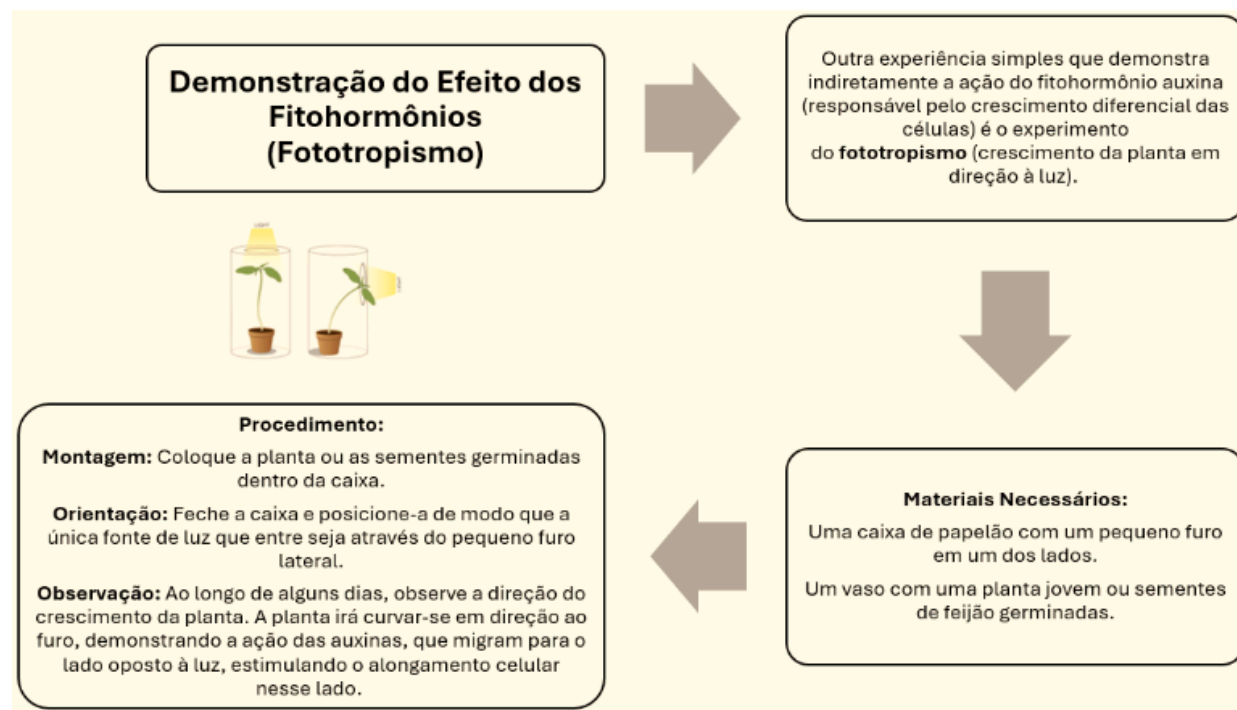 Demonstração do Efeito dos
Fitohormônios
(Fototropismo)
Outra experiência simples que demonstra
indiretamente a ação do fitohormônio auxina
(responsável pelo crescimento diferencial das
células) é o experimento
do fototropismo (crescimento da planta em
direção à luz).
Materiais Necessários:
Uma caixa de papelão com um pequeno furo
em um dos lados.
Um vaso com uma planta jovem ou sementes
de feijão germinadas.
Procedimento:
Montagem: Coloque a planta ou as sementes germinadas
dentro da caixa.
Orientação: Feche a caixa e posicione-a de modo que a
única fonte de luz que entre seja através do pequeno furo
lateral.
Observação: Ao longo de alguns dias, observe a direção do
crescimento da planta. A planta irá curvar-se em direção ao
furo, demonstrando a ação das auxinas, que migram para o
lado oposto à luz, estimulando o alongamento celular
nesse lado.